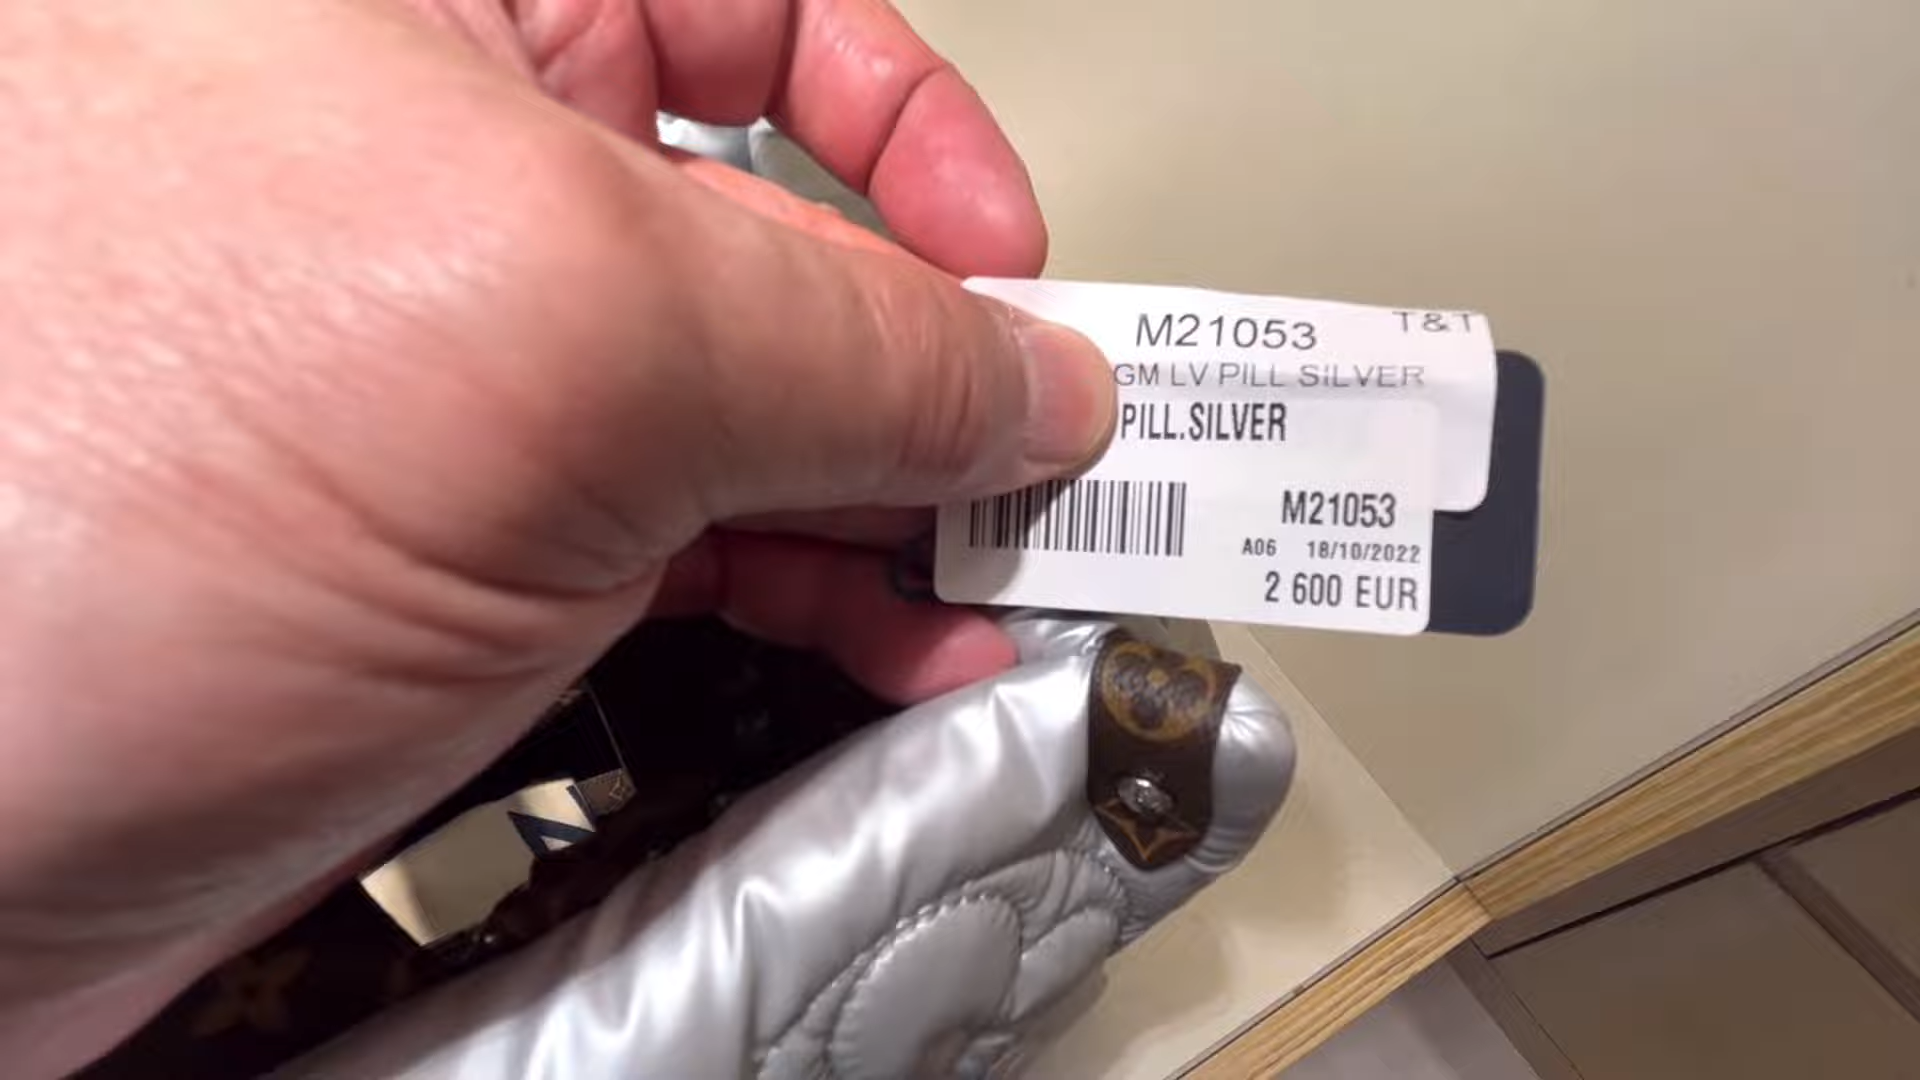 T&T
M21053
GM LV PILL SILVER
PILL.SILVER
M21053
A06 18/10/2022
2 600 EUR